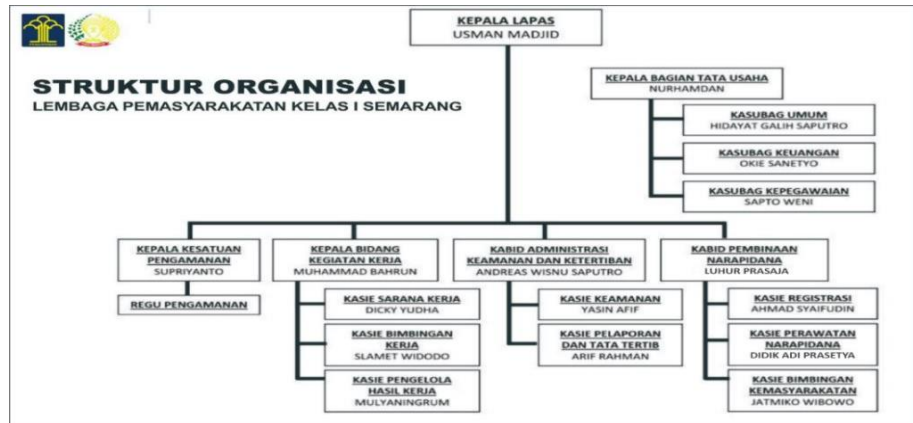 KEPALA LAPAS
USMAN MADJID
STRUKTUR ORGANISASI
LEMBAGA PEMASYARAKATAN KELAS I SEMARANG
KEPALA BAGIAN TATA USAHA
NURHAMDAN
KASUBAG UMUM
HIDAYAT GALIH SAPUTRO
KASUBAG KEUANGAN
OKIE SANETYO
KASUBAG KEPEGAWAIAN
SAPTO WENI
KEPALA KESATUAN
PENGAMANAN
SUPRIYANTO
REGU PENGAMANAN
KEPALA BIDANG
KEGIATAN KERJA
MUHAMMAD BAHRUN
KASIE SARANA KERJA
DICKY YUDHA
KASIE BIMBINGAN
KERJA
SLAMET WIDODO
KASIE PENGELOLA
HASIL KERJA
MULYANINGRUM
KABID ADMINISTRASI
KEAMANAN DAN KETERTIBAN
ANDREAS WISNU SAPUTRO
KASIE KEAMANAN
YASIN AFIF
KASIE PELAPORAN
DAN TATA TERTIB
ARIF RAHMAN
KABID PEMBINAAN
NARAPIDANA
LUHUR PRASAJA
KASIE REGISTRASI
AHMAD SYAIFUDIN
KASIE PERAWATAN
NARAPIDANA
DIDIK ADI PRASETYA
KASIE BIMBINGAN
KEMASYARAKATAN
JATMIKO WIBOWO